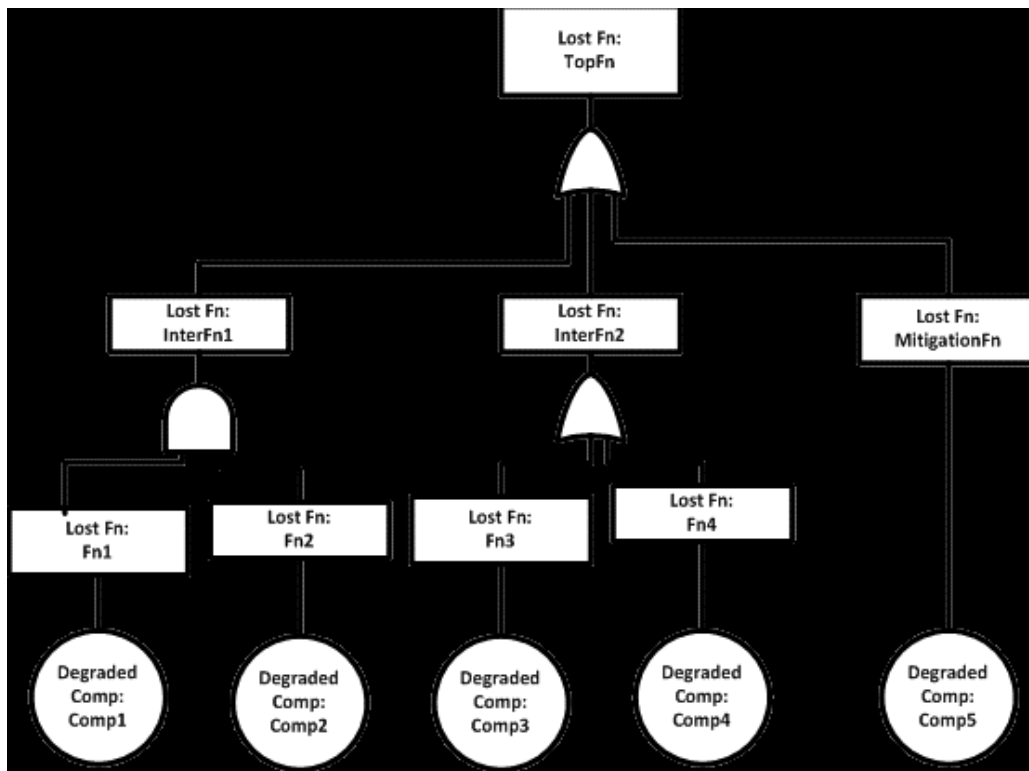 Lost Fn:
TopFn
Lost Fn:
InterFn1
Lost Fn:
InterFn2
Lost Fn:
MitigationFn
Lost Fn:
Fn1
Lost Fn:
Fn2
Lost Fn:
Fn3
Lost Fn:
Fn4
Degraded
Comp:
Comp1
Degraded
Comp:
Comp2
Degraded
Comp:
Comp3
Degraded
Comp:
Comp4
Degraded
Comp:
Comp5